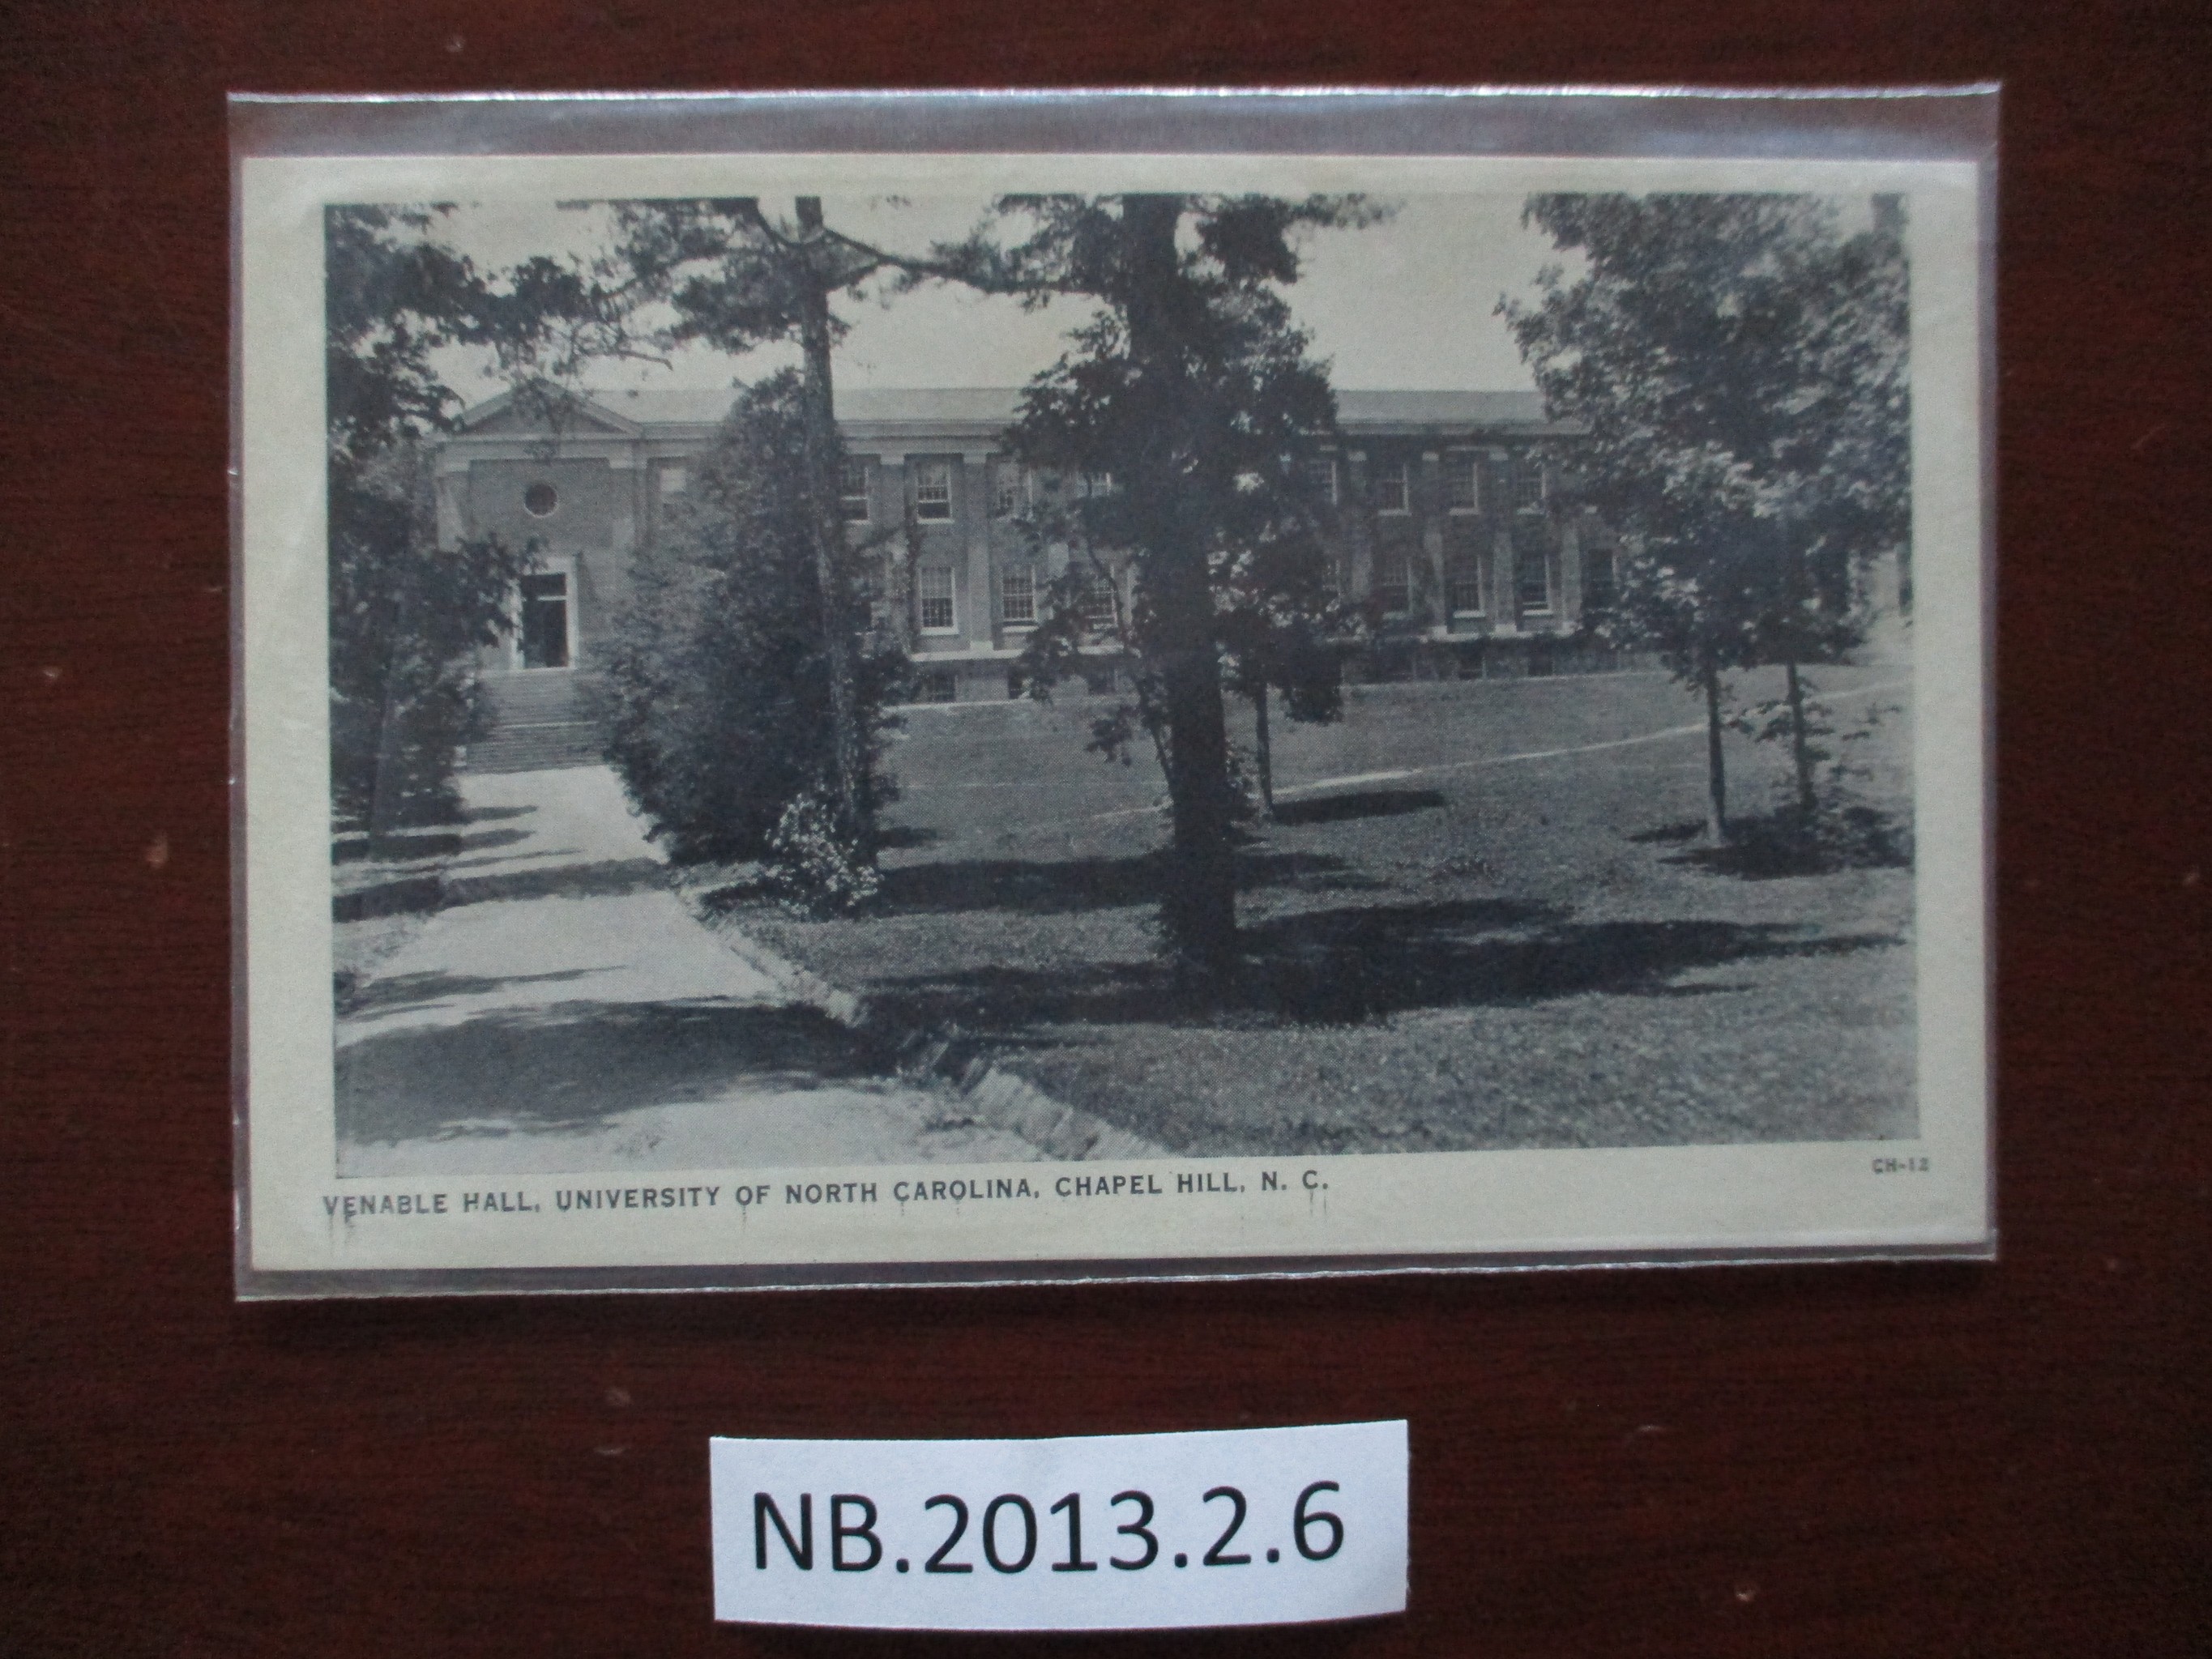 VENABLE HALL, UNIVERSITY OF NORTH CAROLINA, CHAPEL HILL, N. C.
CH-12
NB.2013.2.6